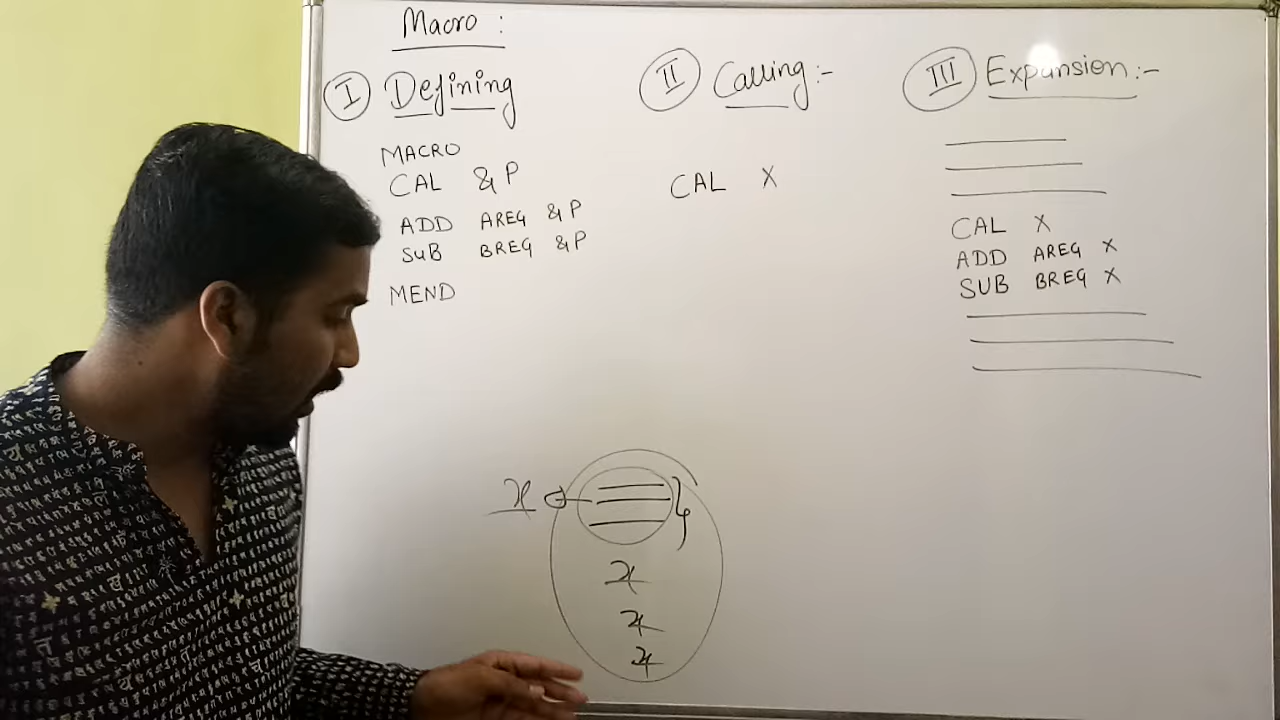 Macro :
I Defining
MACRO
CAL &P
ADD AREG &P
SUB BREG &P
MEND
II Calling:-
CAL X
III Expansion:-
CAL X
ADD AREG X
SUB BREG X
x
x
x
x